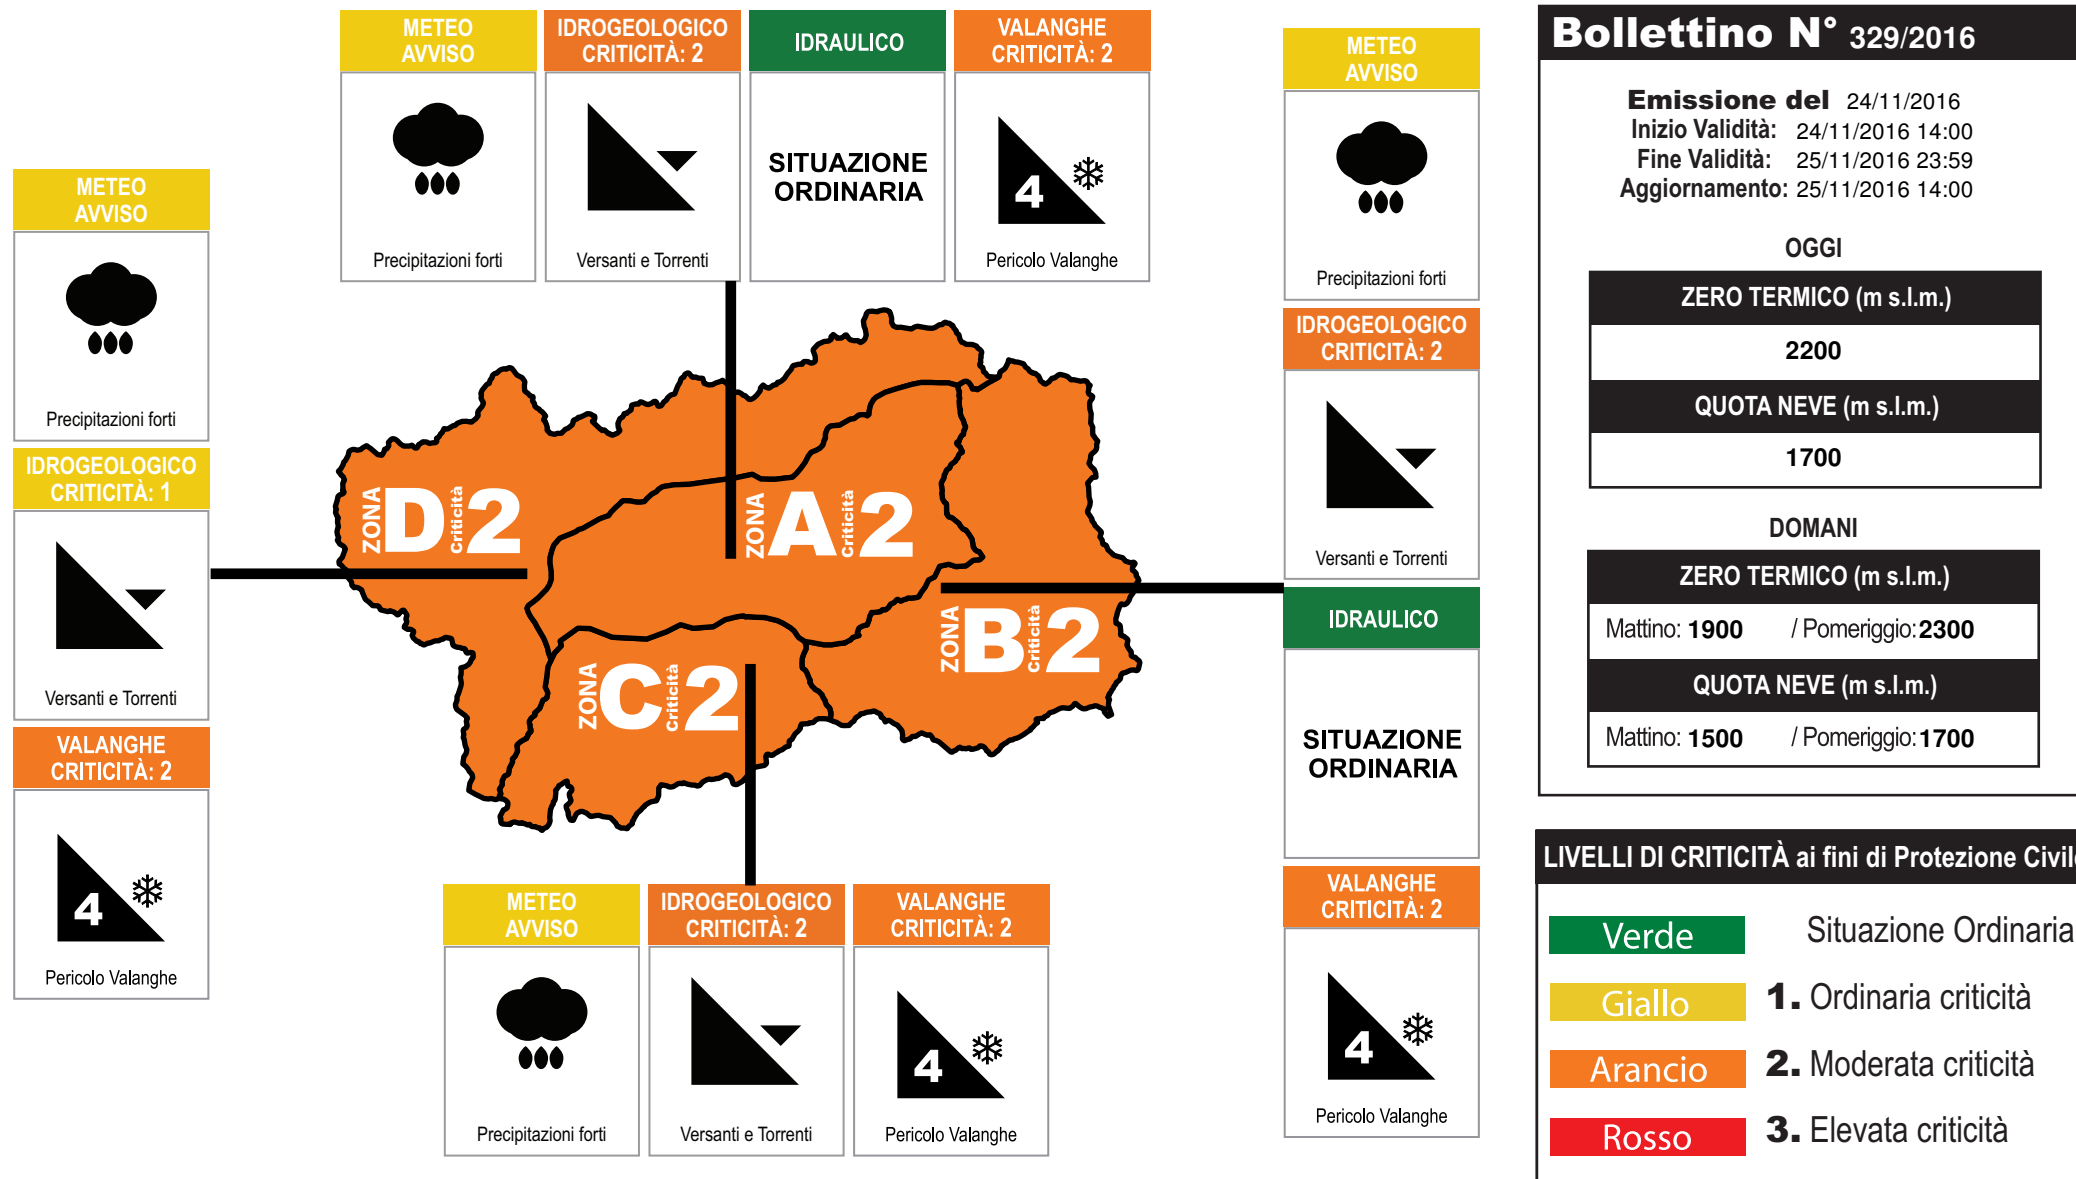 METEO
AVVISO
Precipitazioni forti
IDROGEOLOGICO
CRITICITÀ: 2
Versanti e Torrenti
IDRAULICO
SITUAZIONE
ORDINARIA
VALANGHE
CRITICITÀ: 2
4
Pericolo Valanghe
METEO
AVVISO
Precipitazioni forti
IDROGEOLOGICO
CRITICITÀ: 1
Versanti e Torrenti
VALANGHE
CRITICITÀ: 2
4
Pericolo Valanghe
ZONA D Criticità 2
ZONA A Criticità 2
ZONA B Criticità 2
ZONA C Criticità 2
METEO
AVVISO
Precipitazioni forti
IDROGEOLOGICO
CRITICITÀ: 2
Versanti e Torrenti
VALANGHE
CRITICITÀ: 2
4
Pericolo Valanghe
METEO
AVVISO
Precipitazioni forti
IDROGEOLOGICO
CRITICITÀ: 2
Versanti e Torrenti
IDRAULICO
SITUAZIONE
ORDINARIA
VALANGHE
CRITICITÀ: 2
4
Pericolo Valanghe
Bollettino N° 329/2016
Emissione del 24/11/2016
Inizio Validità: 24/11/2016 14:00
Fine Validità: 25/11/2016 23:59
Aggiornamento: 25/11/2016 14:00
OGGI
ZERO TERMICO (m s.l.m.)
2200
QUOTA NEVE (m s.l.m.)
1700
DOMANI
ZERO TERMICO (m s.l.m.)
Mattino: 1900 / Pomeriggio: 2300
QUOTA NEVE (m s.l.m.)
Mattino: 1500 / Pomeriggio: 1700
LIVELLI DI CRITICITÀ ai fini di Protezione Civile
Verde Situazione Ordinaria
Giallo 1. Ordinaria criticità
Arancio 2. Moderata criticità
Rosso 3. Elevata criticità